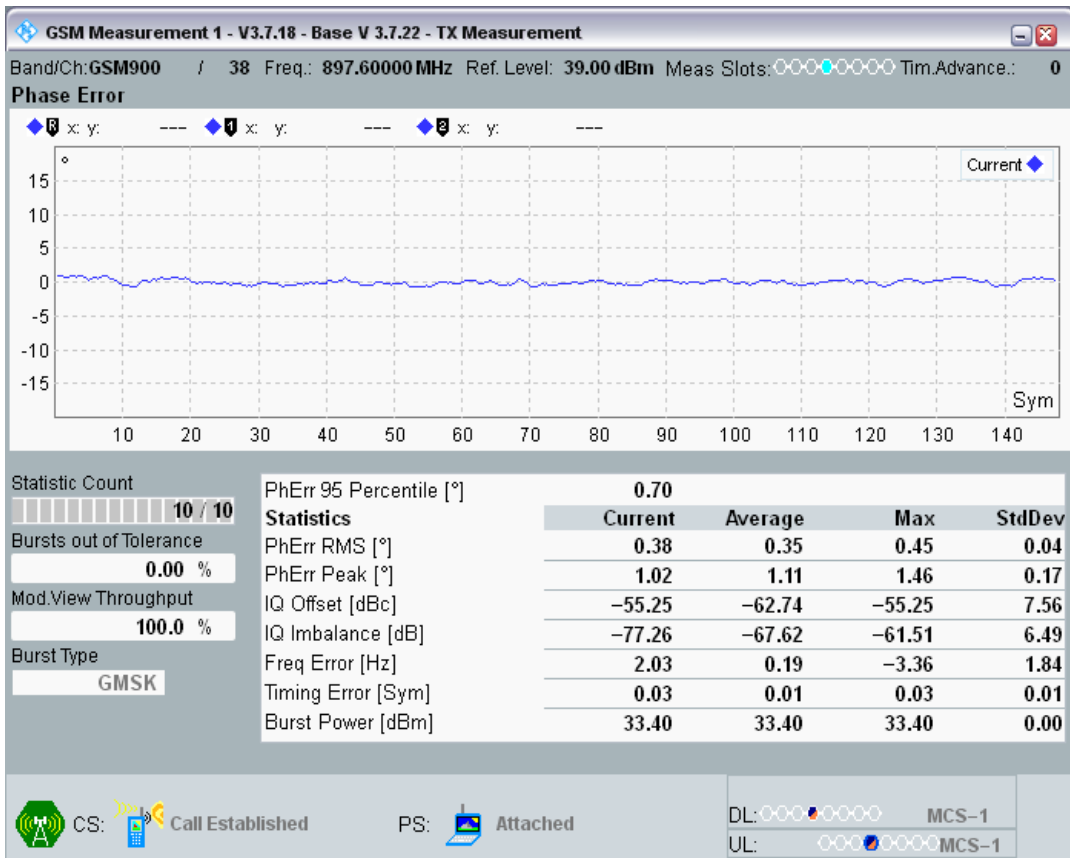 GSM Measurement 1 - V3.7.18 - Base V 3.7.22 - TX Measurement
Band/Ch:GSM900 / 38 Freq.: 897.60000 MHz Ref. Level: 39.00 dBm Meas Slots: Tim.Advance.: 0
Phase Error
R x: y: --- 1 x: y: --- 2 x: y: ---
° Current
15
10
5
0
-5
-10
-15
Sym
10 20 30 40 50 60 70 80 90 100 110 120 130 140
Statistic Count
10 / 10
Bursts out of Tolerance
0.00 %
Mod.View Throughput
100.0 %
Burst Type
GMSK
PhErr 95 Percentile [°] 0.70
Statistics Current Average Max StdDev
PhErr RMS [°] 0.38 0.35 0.45 0.04
PhErr Peak [°] 1.02 1.11 1.46 0.17
IQ Offset [dBc] −55.25 −62.74 −55.25 7.56
IQ Imbalance [dB] −77.26 −67.62 −61.51 6.49
Freq Error [Hz] 2.03 0.19 −3.36 1.84
Timing Error [Sym] 0.03 0.01 0.03 0.01
Burst Power [dBm] 33.40 33.40 33.40 0.00
CS: Call Established PS: Attached
DL: MCS−1
UL: MCS−1